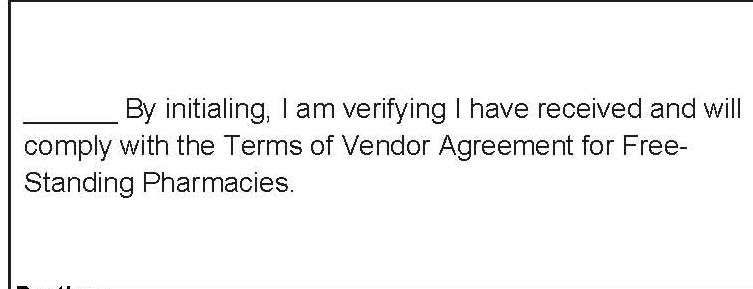 ______ By initialing, I am verifying I have received and will
comply with the Terms of Vendor Agreement for Free-
Standing Pharmacies.